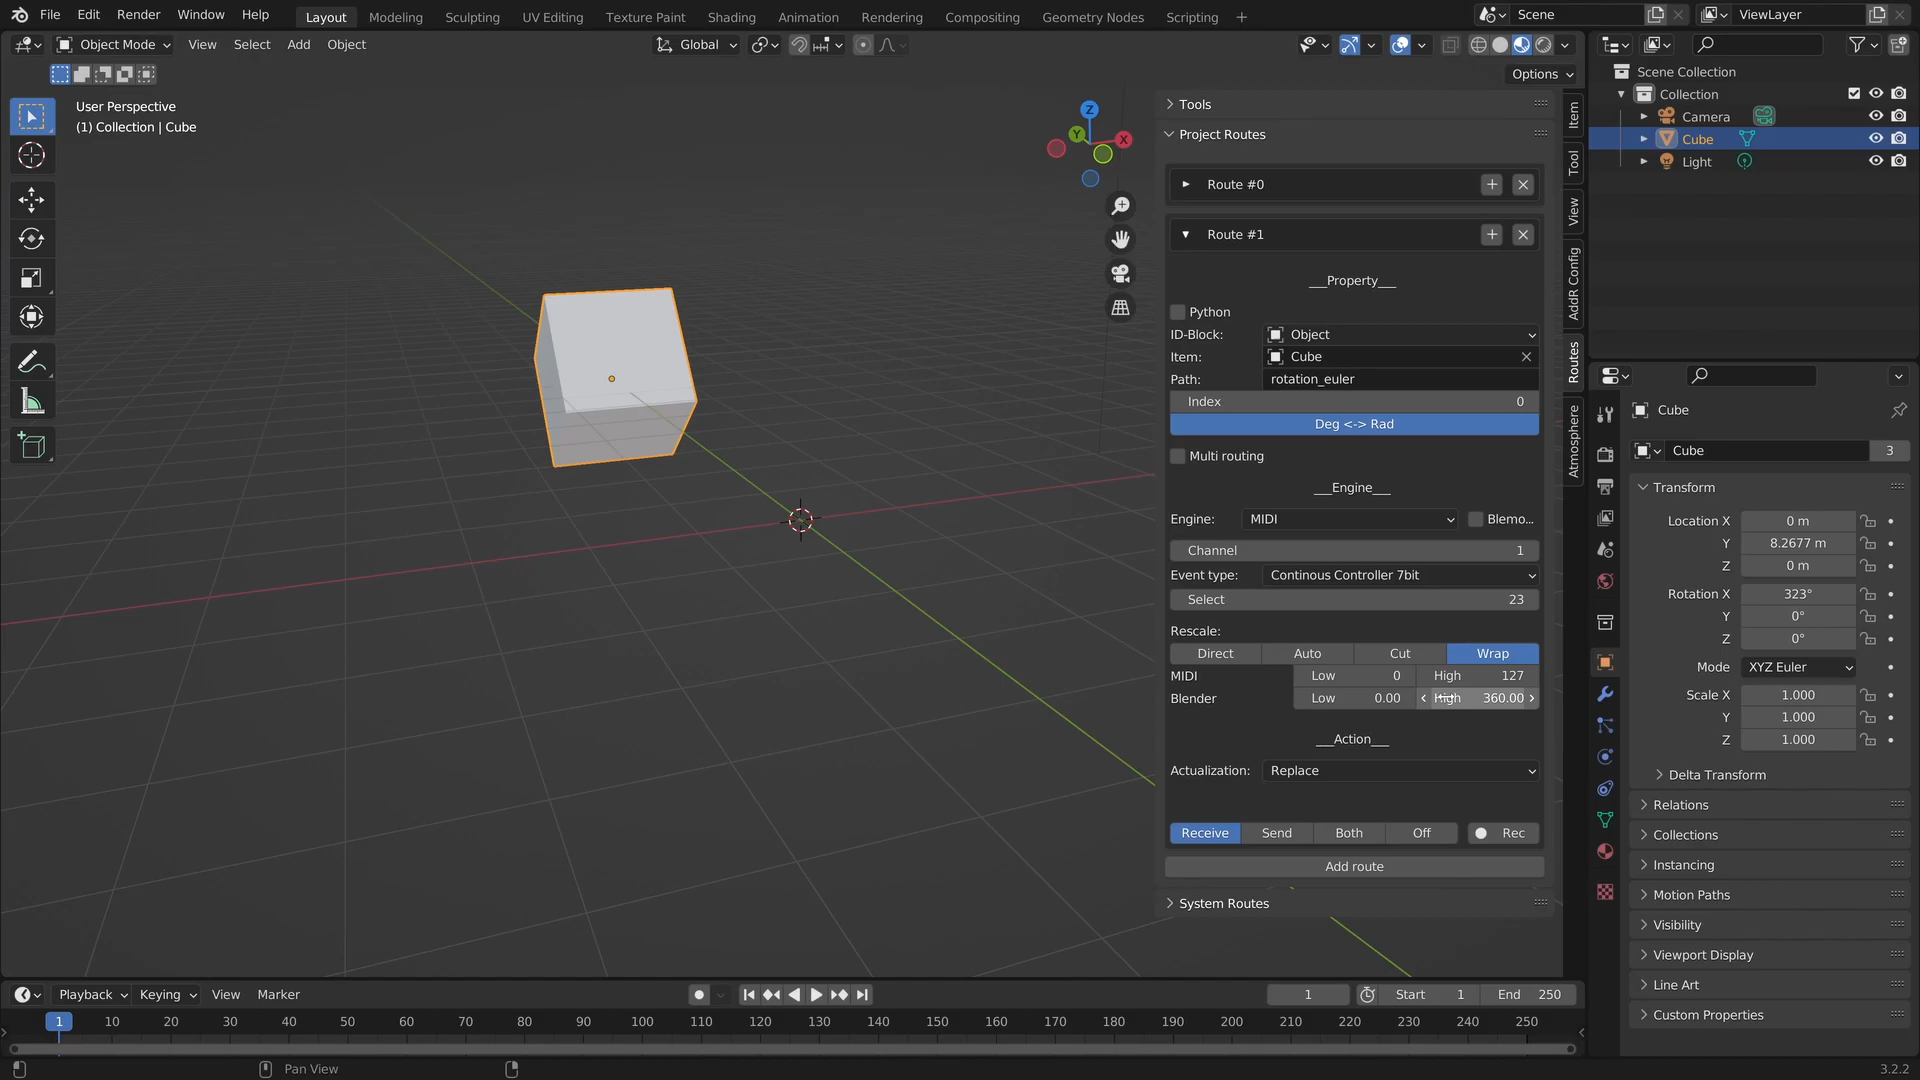 File Edit Render Window Help Layout Modeling Sculpting UV Editing Texture Paint Shading Animation Rendering Compositing Geometry Nodes Scripting Scene ViewLayer
Object Mode View Select Add Object Global
Options
User Perspective
(1) Collection | Cube
Z
Y
X
Tools
Project Routes
Route #0
Route #1
___Property___
Python
ID-Block: Object
Item: Cube
Path: rotation_euler
Index 0
Deg <-> Rad
Multi routing
___Engine___
Engine: MIDI Blemo...
Channel 1
Event type: Continous Controller 7bit
Select 23
Rescale:
Direct Auto Cut Wrap
MIDI Low 0 High 127
Blender Low 0.00 High 360.00
___Action___
Actualization: Replace
Receive Send Both Off Rec
Add route
System Routes
Item
Tool
View
AddR Config
Routes
Atmosphere
Scene Collection
Collection
Camera
Cube
Light
Cube
Cube 3
Transform
Location X 0 m
Y 8.2677 m
Z 0 m
Rotation X 323°
Y 0°
Z 0°
Mode XYZ Euler
Scale X 1.000
Y 1.000
Z 1.000
Delta Transform
Relations
Collections
Instancing
Motion Paths
Visibility
Viewport Display
Line Art
Custom Properties
Playback Keying View Marker 1 Start 1 End 250
1 10 20 30 40 50 60 70 80 90 100 110 120 130 140 150 160 170 180 190 200 210 220 230 240 250
Pan View 3.2.2